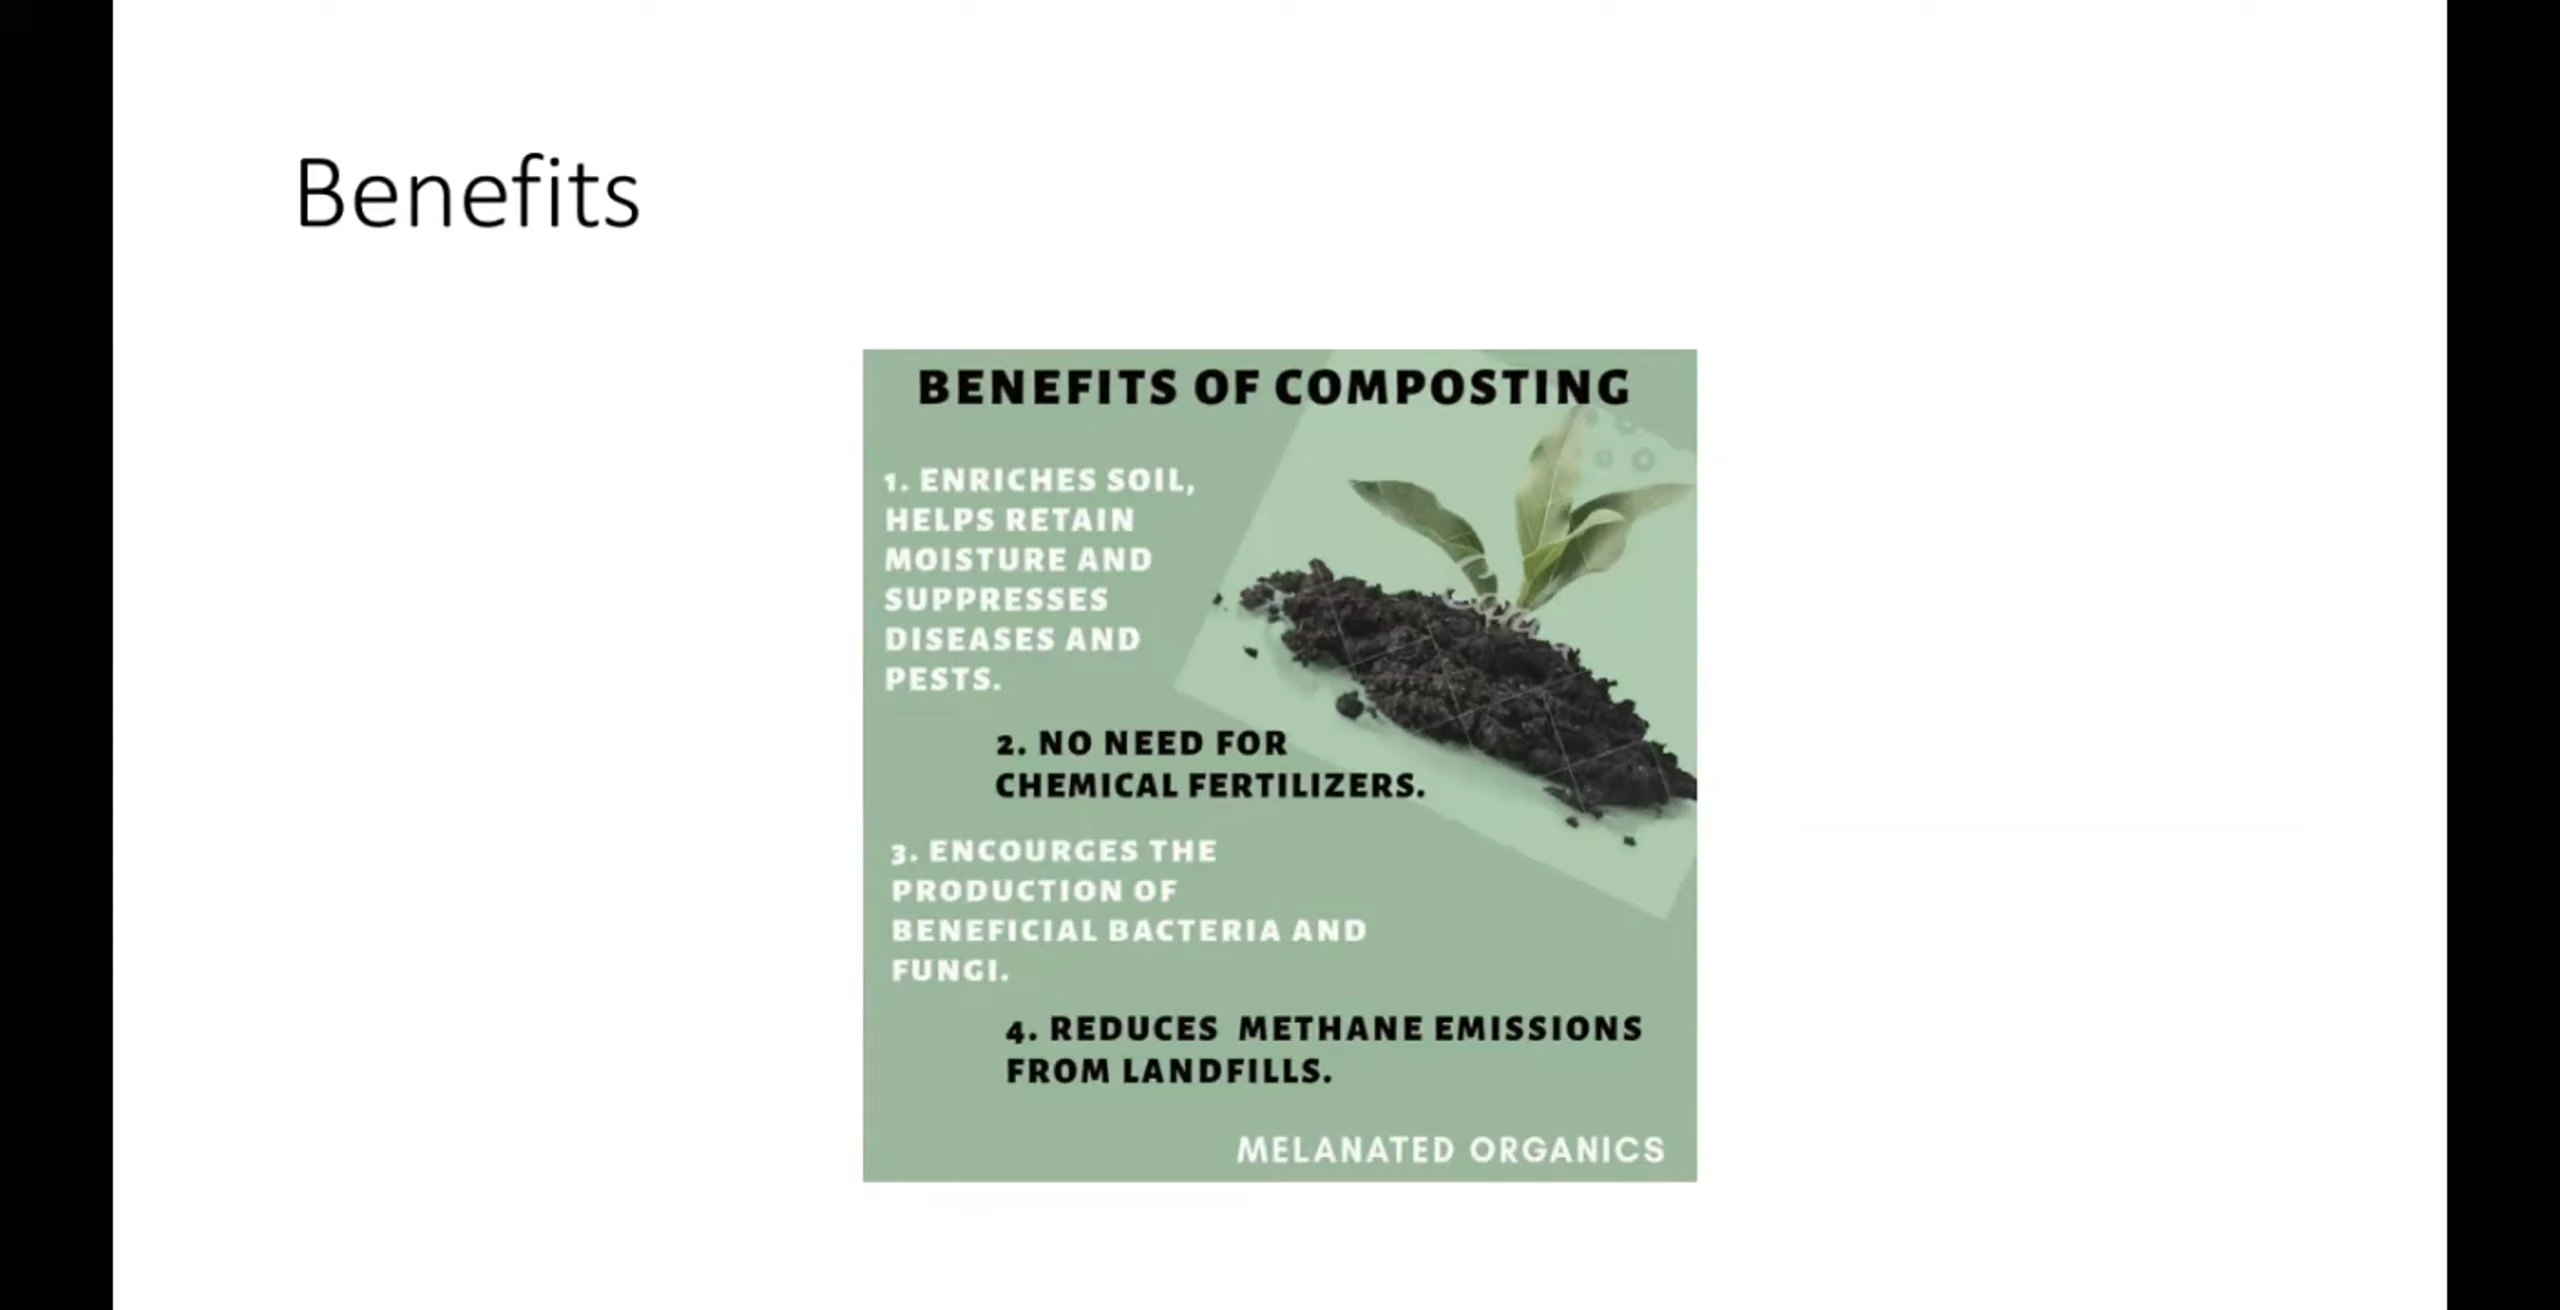 Benefits
BENEFITS OF COMPOSTING
1. ENRICHES SOIL,
HELPS RETAIN
MOISTURE AND
SUPPRESSES
DISEASES AND
PESTS.
2. NO NEED FOR
CHEMICAL FERTILIZERS.
3. ENCOURGES THE
PRODUCTION OF
BENEFICIAL BACTERIA AND
FUNGI.
4. REDUCES METHANE EMISSIONS
FROM LANDFILLS.
MELANATED ORGANICS